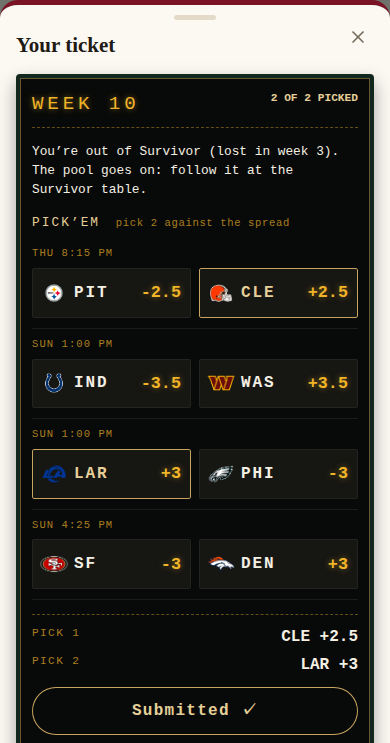 Your ticket
WEEK 10
2 OF 2 PICKED
You’re out of Survivor (lost in week 3).
The pool goes on: follow it at the
Survivor table.
PICK’EM pick 2 against the spread
THU 8:15 PM
PIT -2.5 CLE +2.5
SUN 1:00 PM
IND -3.5 WAS +3.5
SUN 1:00 PM
LAR +3 PHI -3
SUN 4:25 PM
SF -3 DEN +3
PICK 1 CLE +2.5
PICK 2 LAR +3
Submitted ✓